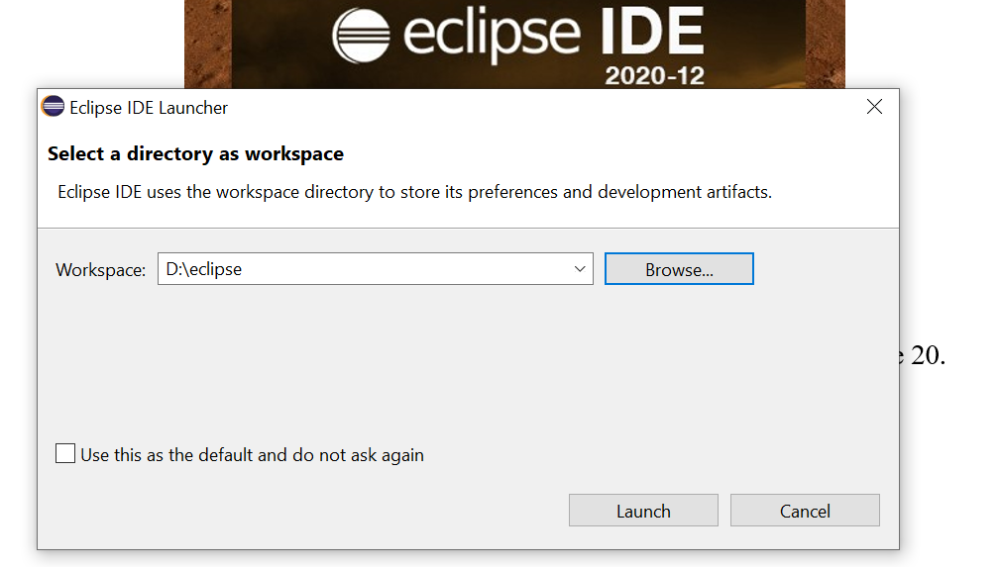 eclipse IDE
2020-12
Eclipse IDE Launcher
Select a directory as workspace
Eclipse IDE uses the workspace directory to store its preferences and development artifacts.
Workspace: D:\eclipse Browse...
20.
Use this as the default and do not ask again
Launch Cancel